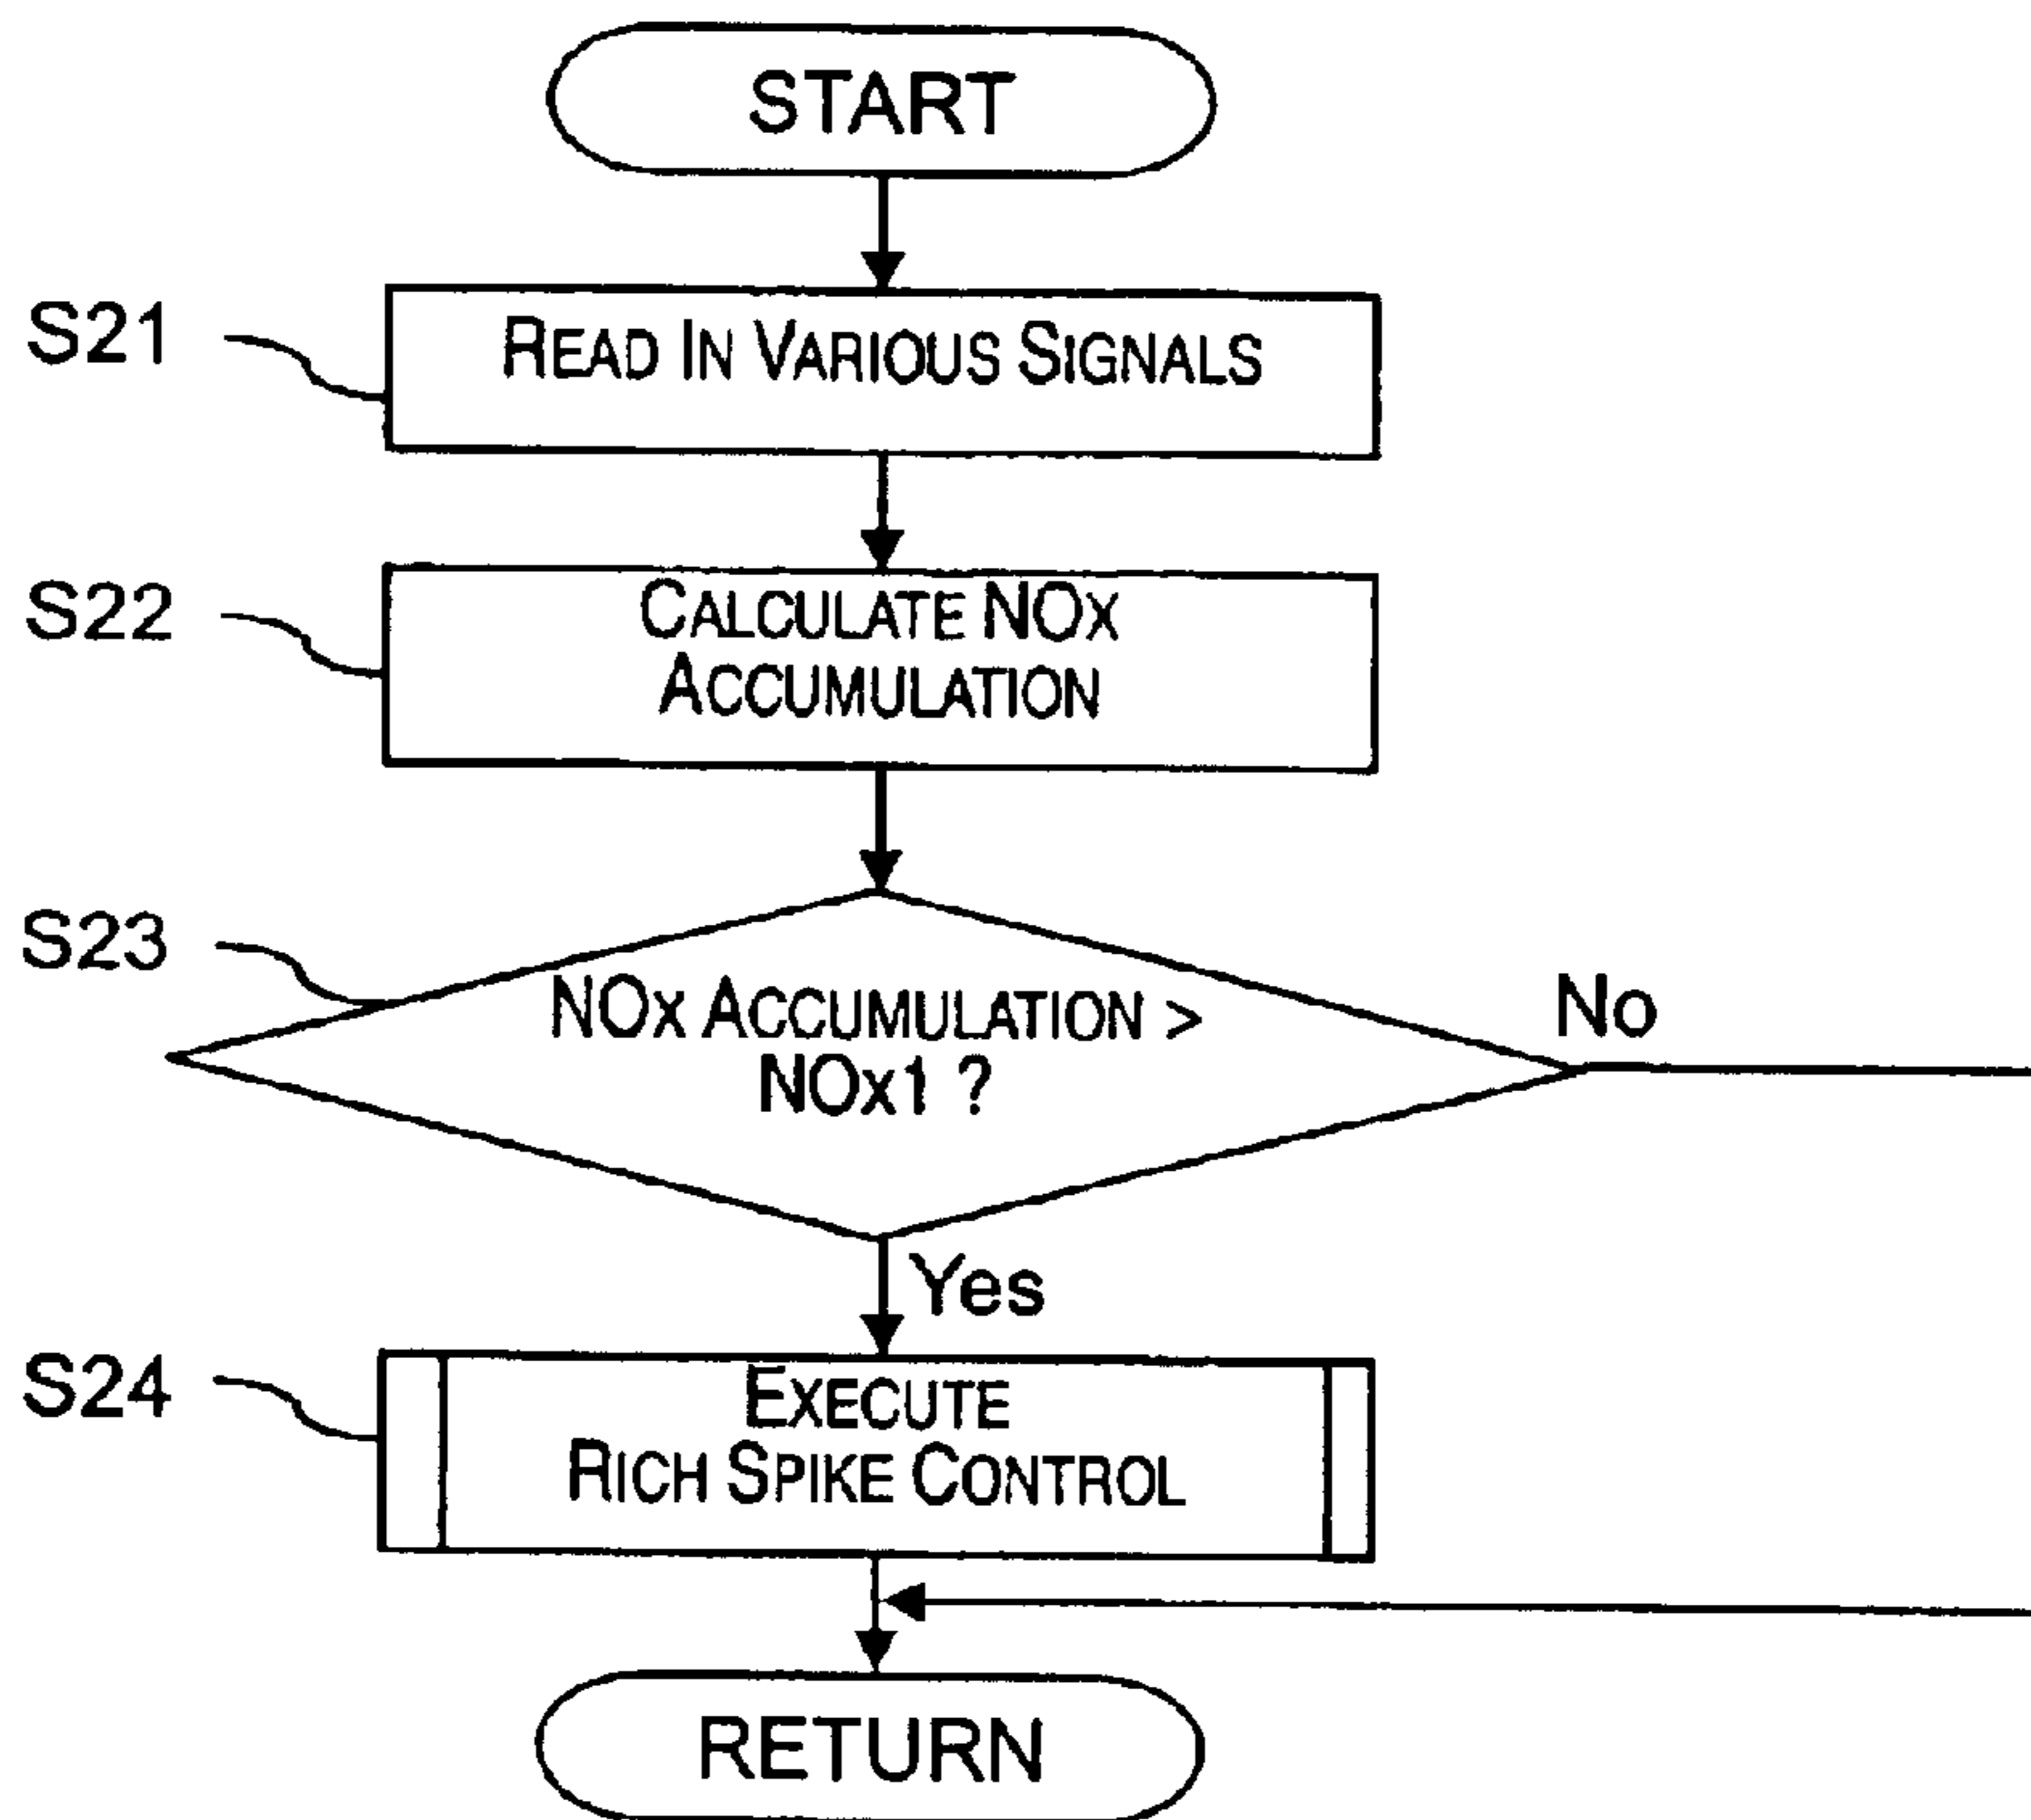 START
S21
READ IN VARIOUS SIGNALS
S22
CALCULATE NOX
ACCUMULATION
S23
NOX ACCUMULATION >
NOX1 ?
No
Yes
S24
EXECUTE
RICH SPIKE CONTROL
RETURN